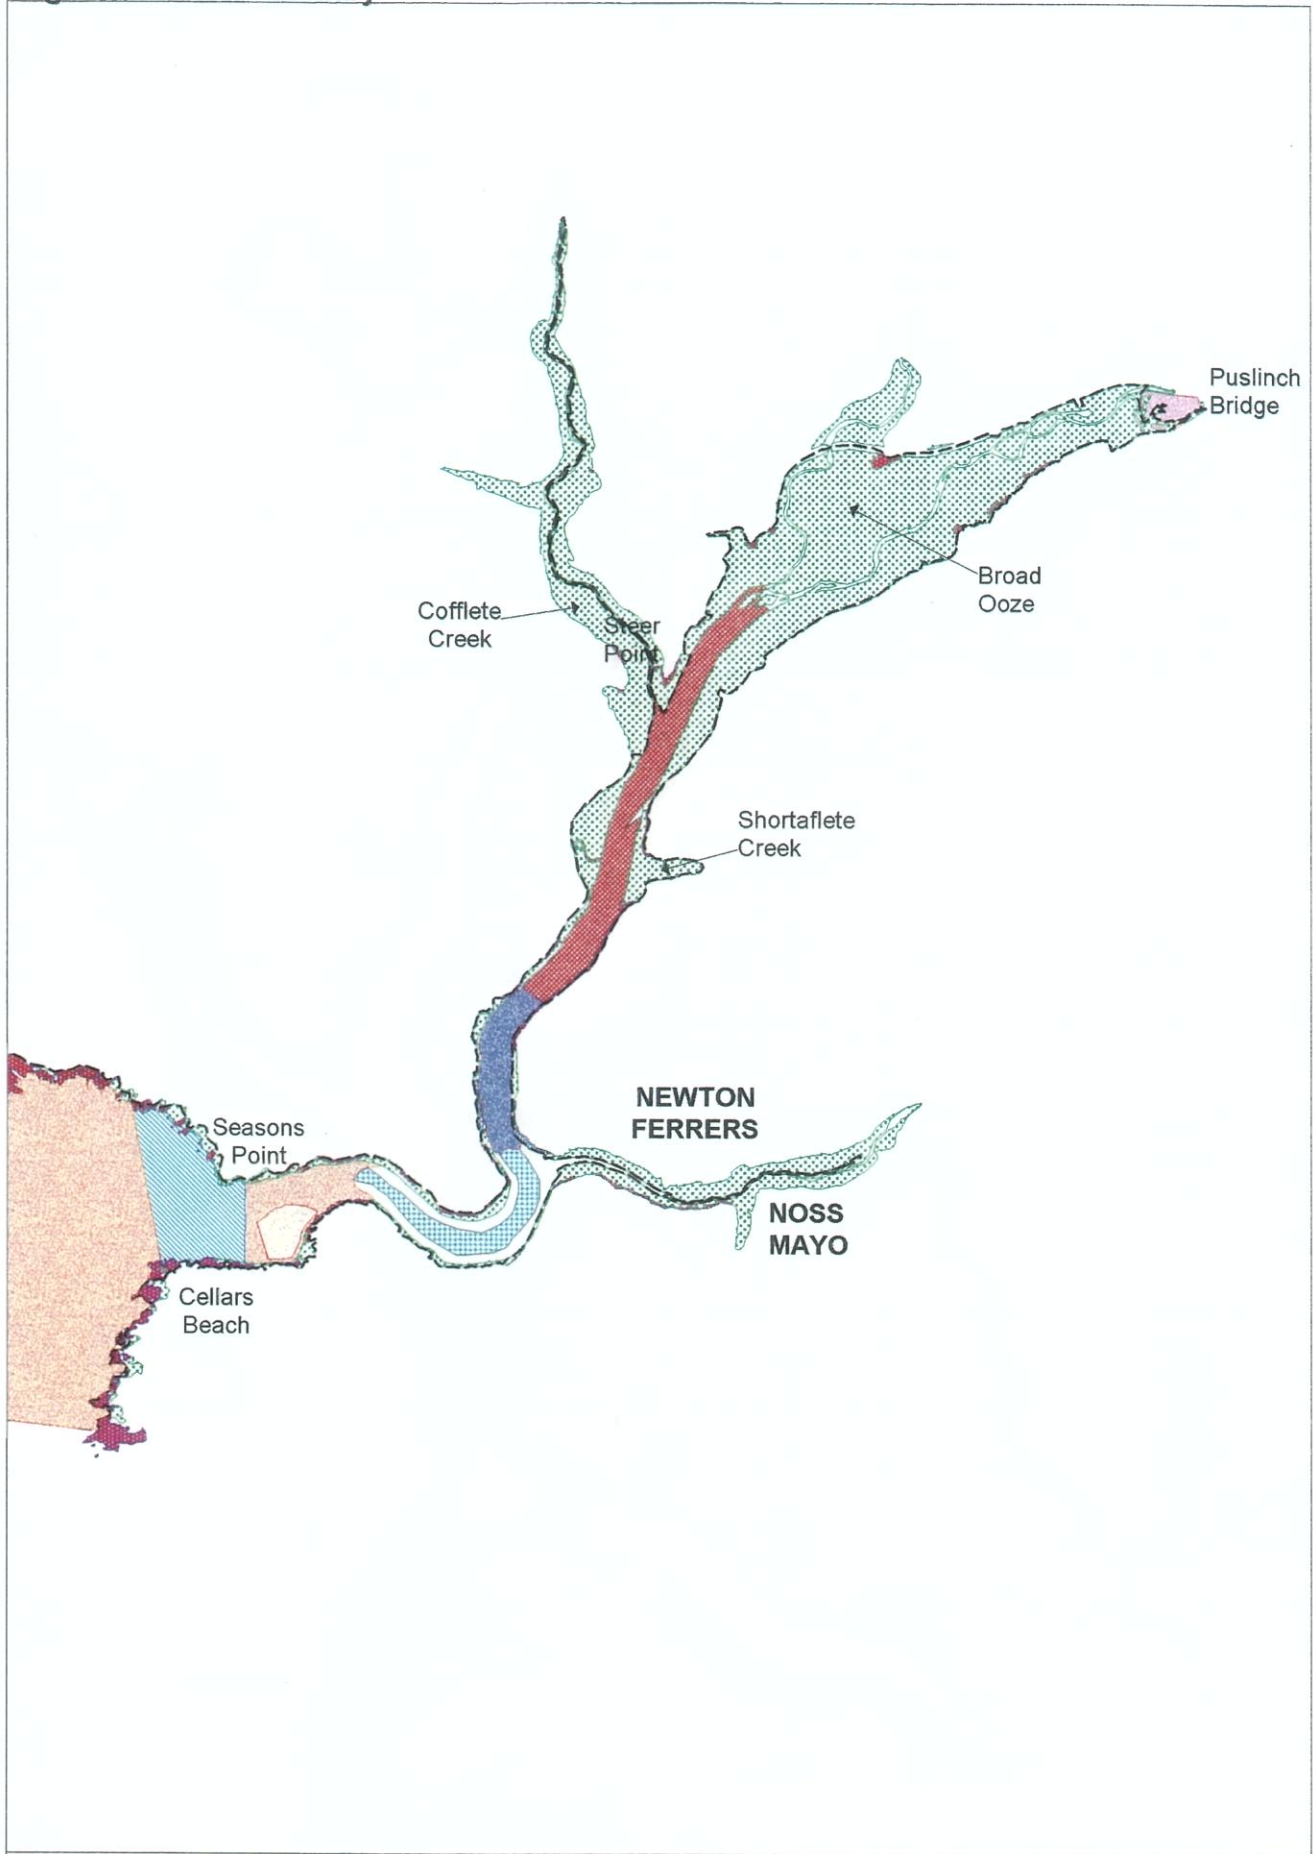 Puslinch
Bridge
Broad
Ooze
Cofflete
Creek
Steer
Point
Shortaflete
Creek
NEWTON
FERRERS
Seasons
Point
NOSS
MAYO
Cellars
Beach